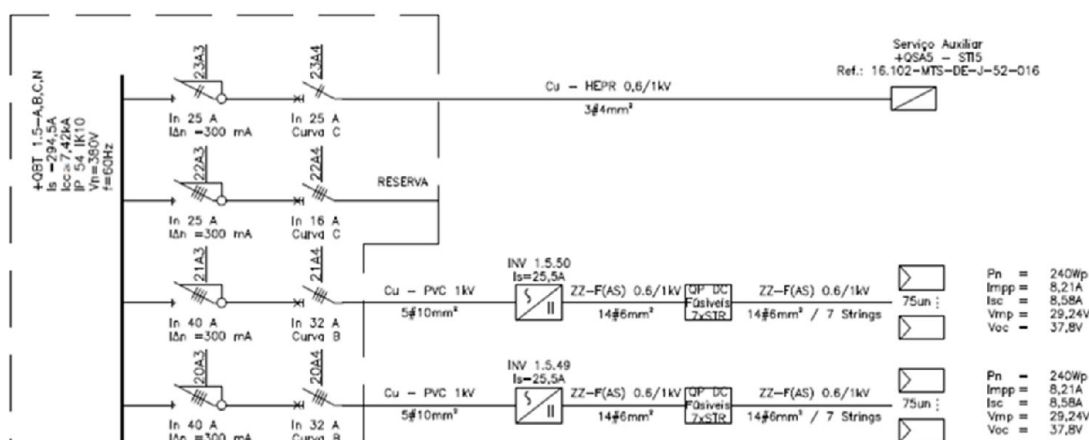 Serviço Auxiliar
+QSA5 - STI5
Ref.: 16.102-MTS-DE-J-52-016
+QBT 1.5-A,B,C,N
Is =294,5A
Icc≥7,42kA
IP 54 IK10
Vn=380V
f=60Hz
23A3
23A4
Cu - HEPR 0,6/1kV
3#4mm²
In 25 A
IΔn =300 mA
In 25 A
Curva C
22A3
22A4
RESERVA
In 25 A
IΔn =300 mA
In 16 A
Curva C
21A3
21A4
Cu - PVC 1kV
5#10mm²
INV 1.5.50
Is=25,5A
S
II
ZZ-F(AS) 0.6/1kV
14#6mm²
QP DC
Fúsiveis
7xSTR
ZZ-F(AS) 0.6/1kV
14#6mm² / 7 Strings
75un
Pn = 240Wp
Impp = 8,21A
Isc = 8,58A
Vmp = 29,24V
Voc = 37,8V
In 40 A
IΔn =300 mA
In 32 A
Curva B
20A3
20A4
Cu - PVC 1kV
5#10mm²
INV 1.5.49
Is=25,5A
S
II
ZZ-F(AS) 0.6/1kV
14#6mm²
QP DC
Fúsiveis
7xSTR
ZZ-F(AS) 0.6/1kV
14#6mm² / 7 Strings
75un
Pn = 240Wp
Impp = 8,21A
Isc = 8,58A
Vmp = 29,24V
Voc = 37,8V
In 40 A
IΔn =300 mA
In 32 A
Curva B